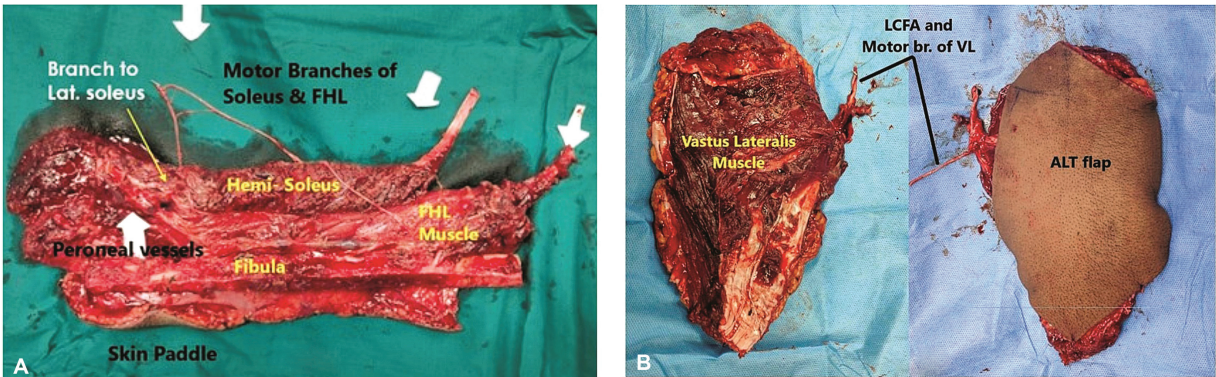 Branch to
Lat. soleus
Motor Branches of
Soleus & FHL
Hemi- Soleus
FHL
Muscle
Peroneal vessels
Fibula
Skin Paddle
A
LCFA and
Motor br. of VL
Vastus Lateralis
Muscle
ALT flap
B